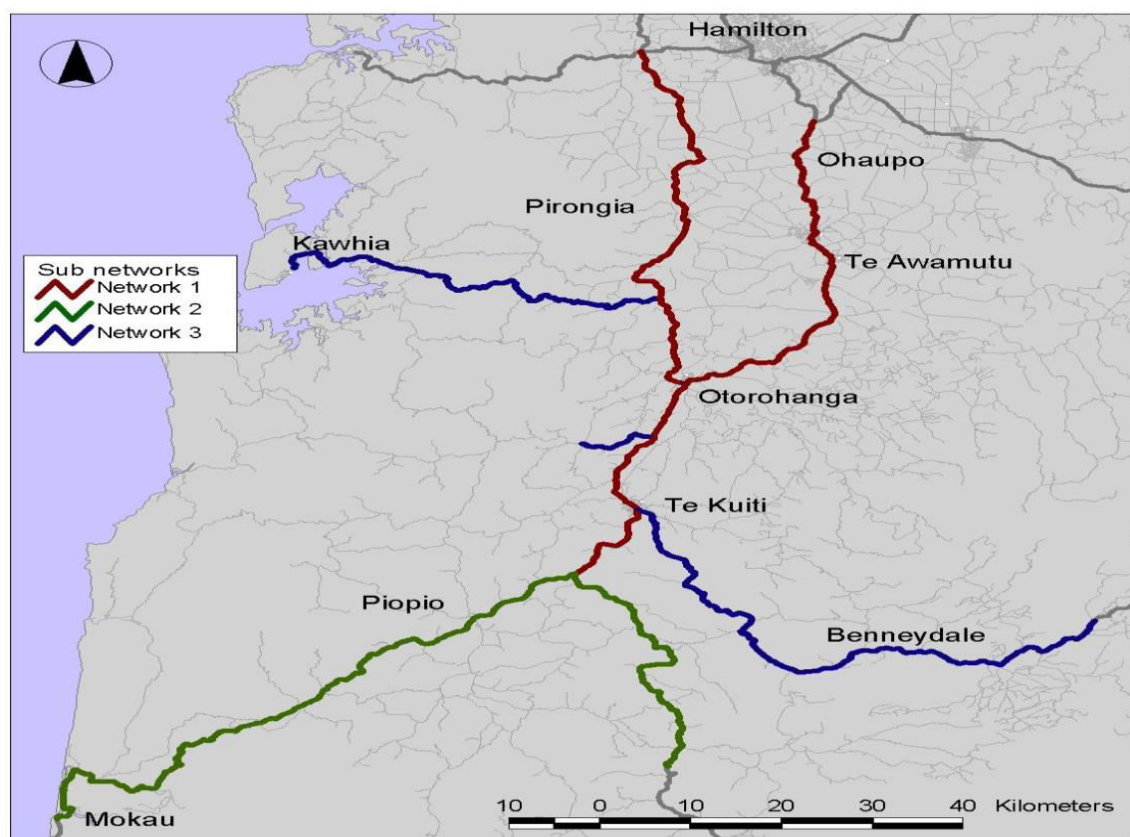 Hamilton
Ohaupo
Pirongia
Kawhia
Te Awamutu
Sub networks
Network 1
Network 2
Network 3
Otorohanga
Te Kuiti
Piopio
Benneydale
Mokau
10 0 10 20 30 40 Kilometers